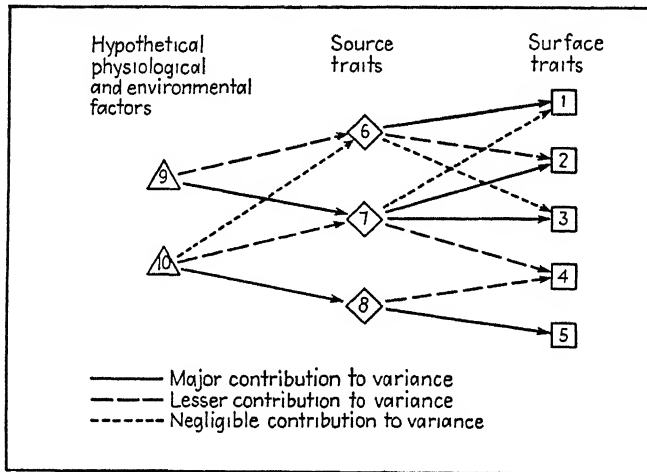 Hypothetical
physiological
and environmental
factors
Source
traits
Surface
traits
1
6
2
9
7
3
10
4
8
5
Major contribution to variance
Lesser contribution to variance
Negligible contribution to variance